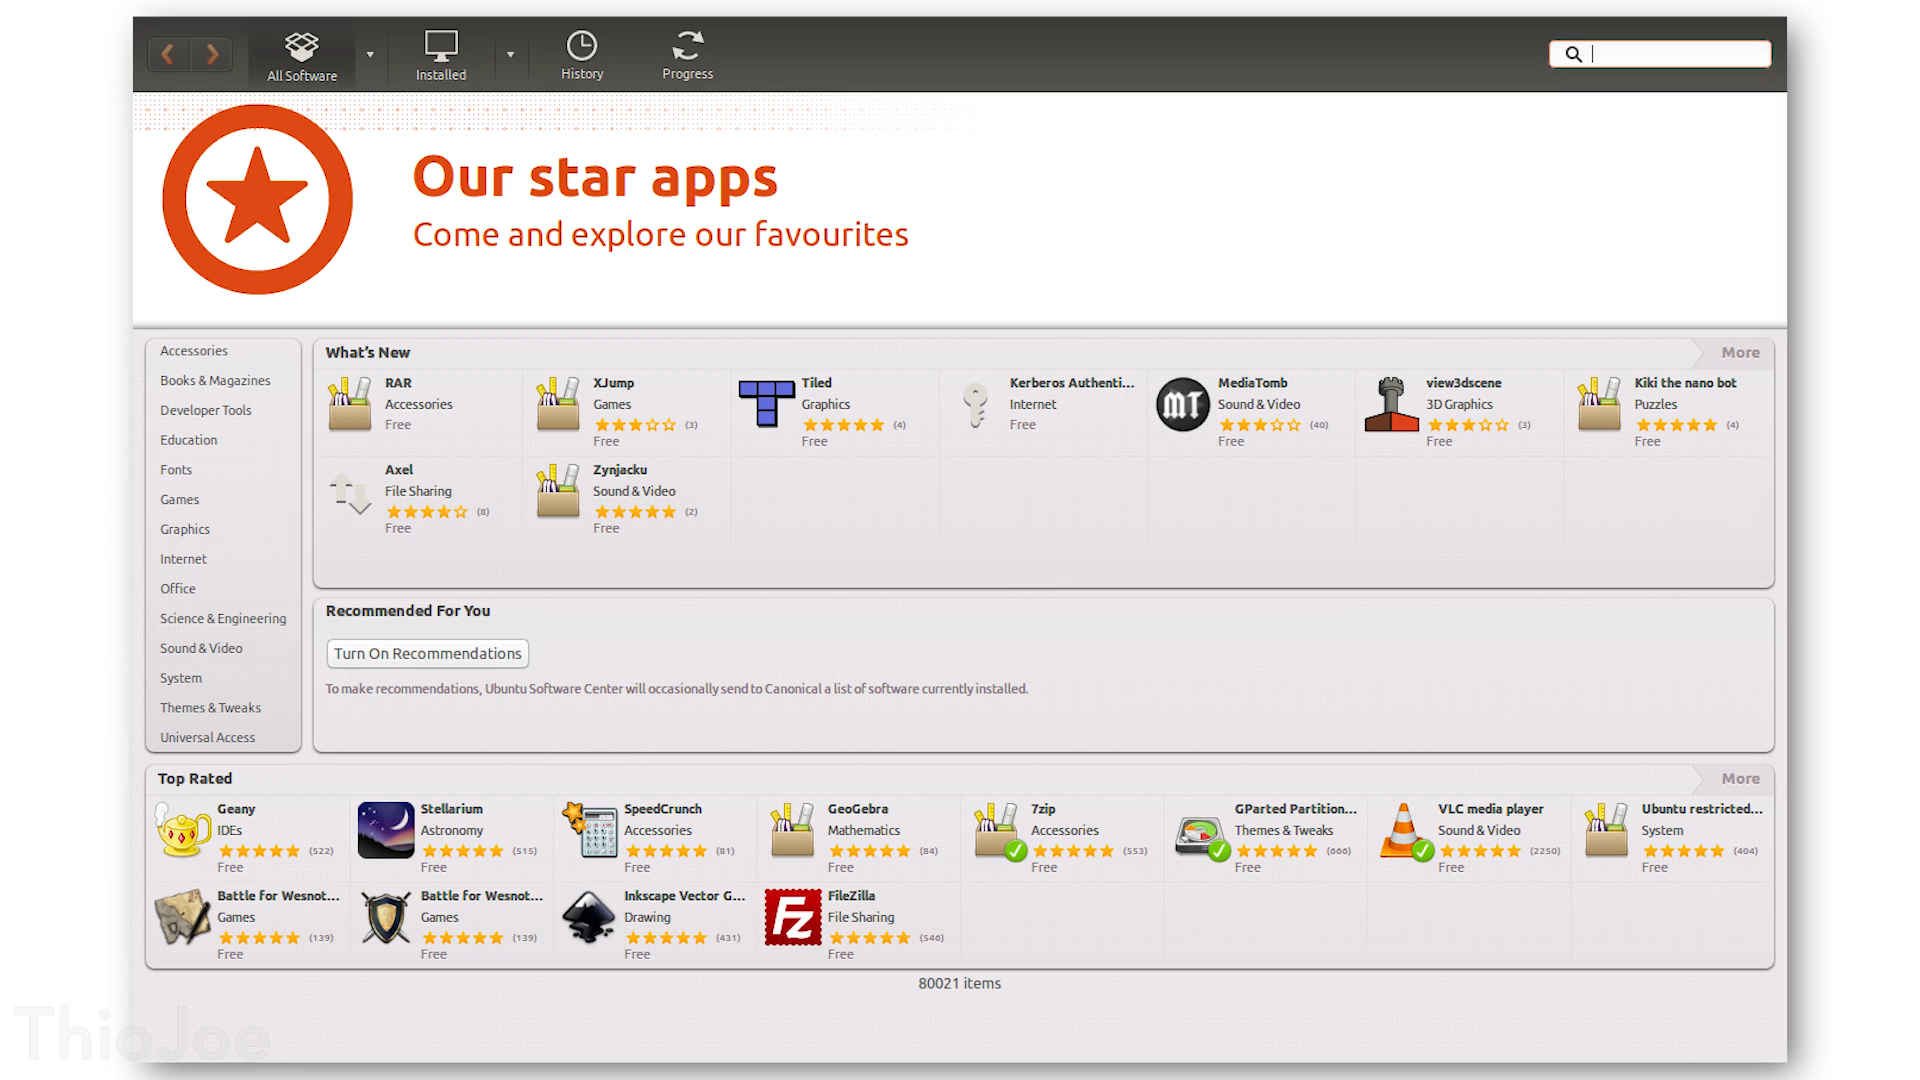 All Software
Installed
History
Progress
Our star apps
Come and explore our favourites
Accessories
Books & Magazines
Developer Tools
Education
Fonts
Games
Graphics
Internet
Office
Science & Engineering
Sound & Video
System
Themes & Tweaks
Universal Access
What's New
More
RAR
Accessories
Free
XJump
Games
(3)
Free
Tiled
Graphics
(4)
Free
Kerberos Authenti...
Internet
Free
MT
MediaTomb
Sound & Video
(40)
Free
view3dscene
3D Graphics
(3)
Free
Kiki the nano bot
Puzzles
(4)
Free
Axel
File Sharing
(8)
Free
Zynjacku
Sound & Video
(2)
Free
Recommended For You
Turn On Recommendations
To make recommendations, Ubuntu Software Center will occasionally send to Canonical a list of software currently installed.
Top Rated
More
Geany
IDEs
(522)
Free
Stellarium
Astronomy
(515)
Free
SpeedCrunch
Accessories
(81)
Free
GeoGebra
Mathematics
(84)
Free
7zip
Accessories
(553)
Free
GParted Partition...
Themes & Tweaks
(666)
Free
VLC media player
Sound & Video
(2250)
Free
Ubuntu restricted...
System
(404)
Free
Battle for Wesnot...
Games
(139)
Free
Battle for Wesnot...
Games
(139)
Free
Inkscape Vector G...
Drawing
(431)
Free
Fz
FileZilla
File Sharing
(546)
Free
80021 items
ThioJoe